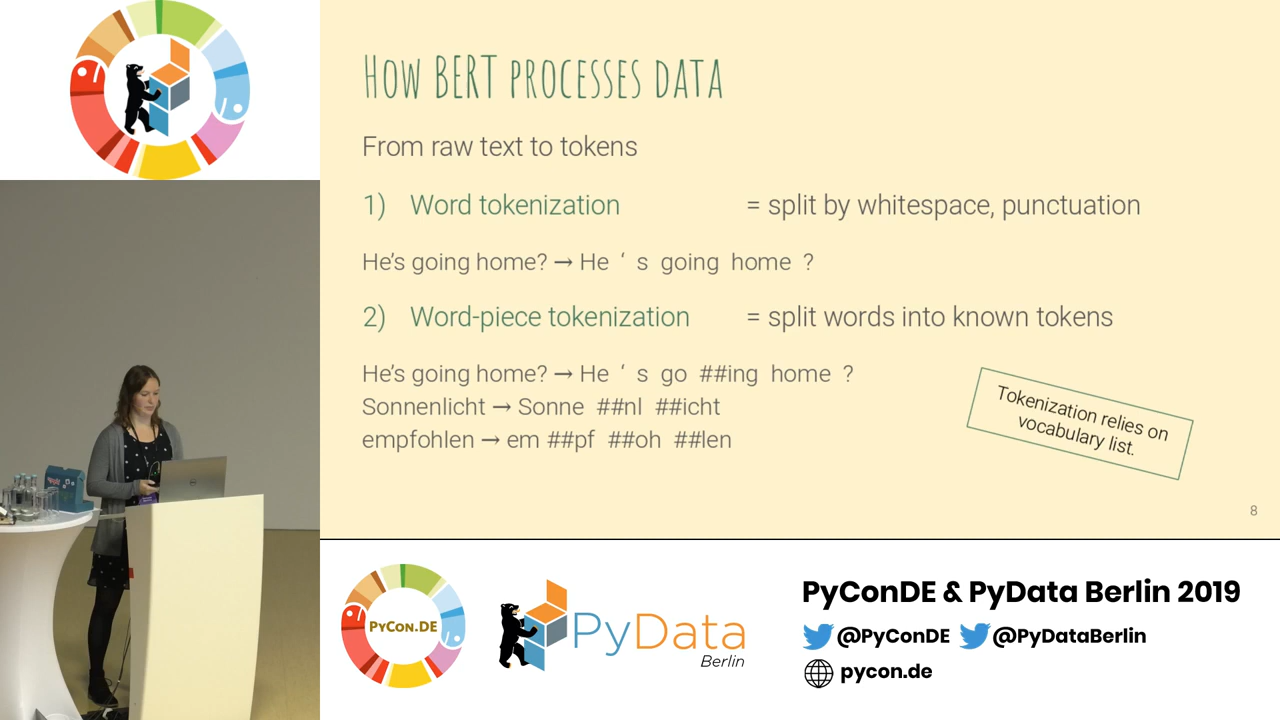 How BERT processes data
From raw text to tokens
1) Word tokenization = split by whitespace, punctuation
He’s going home? → He ‘ s going home ?
2) Word-piece tokenization = split words into known tokens
He’s going home? → He ‘ s go ##ing home ?
Sonnenlicht → Sonne ##nl ##icht
empfohlen → em ##pf ##oh ##len
Tokenization relies on
vocabulary list.
8
PYCON.DE
PyData
Berlin
PyConDE & PyData Berlin 2019
@PyConDE @PyDataBerlin
pycon.de